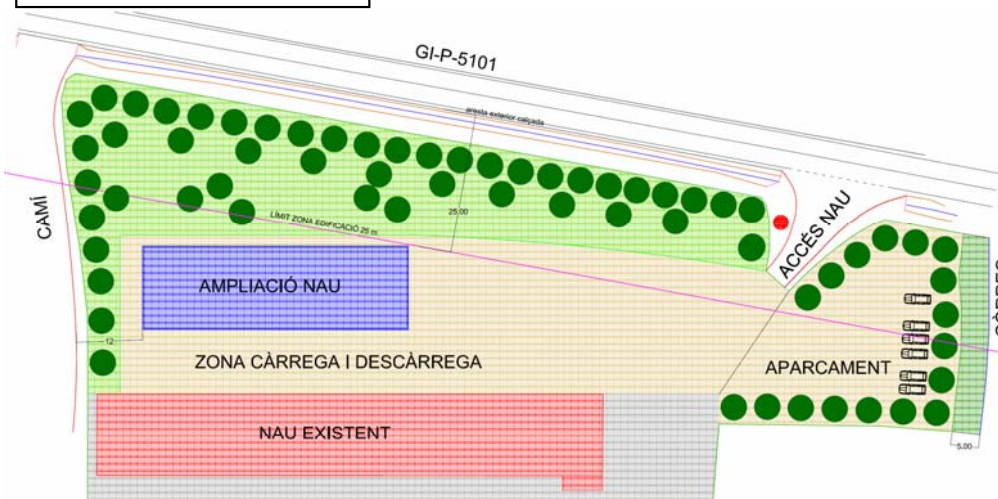 GI-P-5101
aresta exterior calçada
CAMÍ
25.00
LÍMIT ZONA EDIFICACIÓ 25 m
ACCÉS NAU
AMPLIACIÓ NAU
12
ZONA CÀRREGA I DESCÀRREGA
APARCAMENT
NAU EXISTENT
5.00